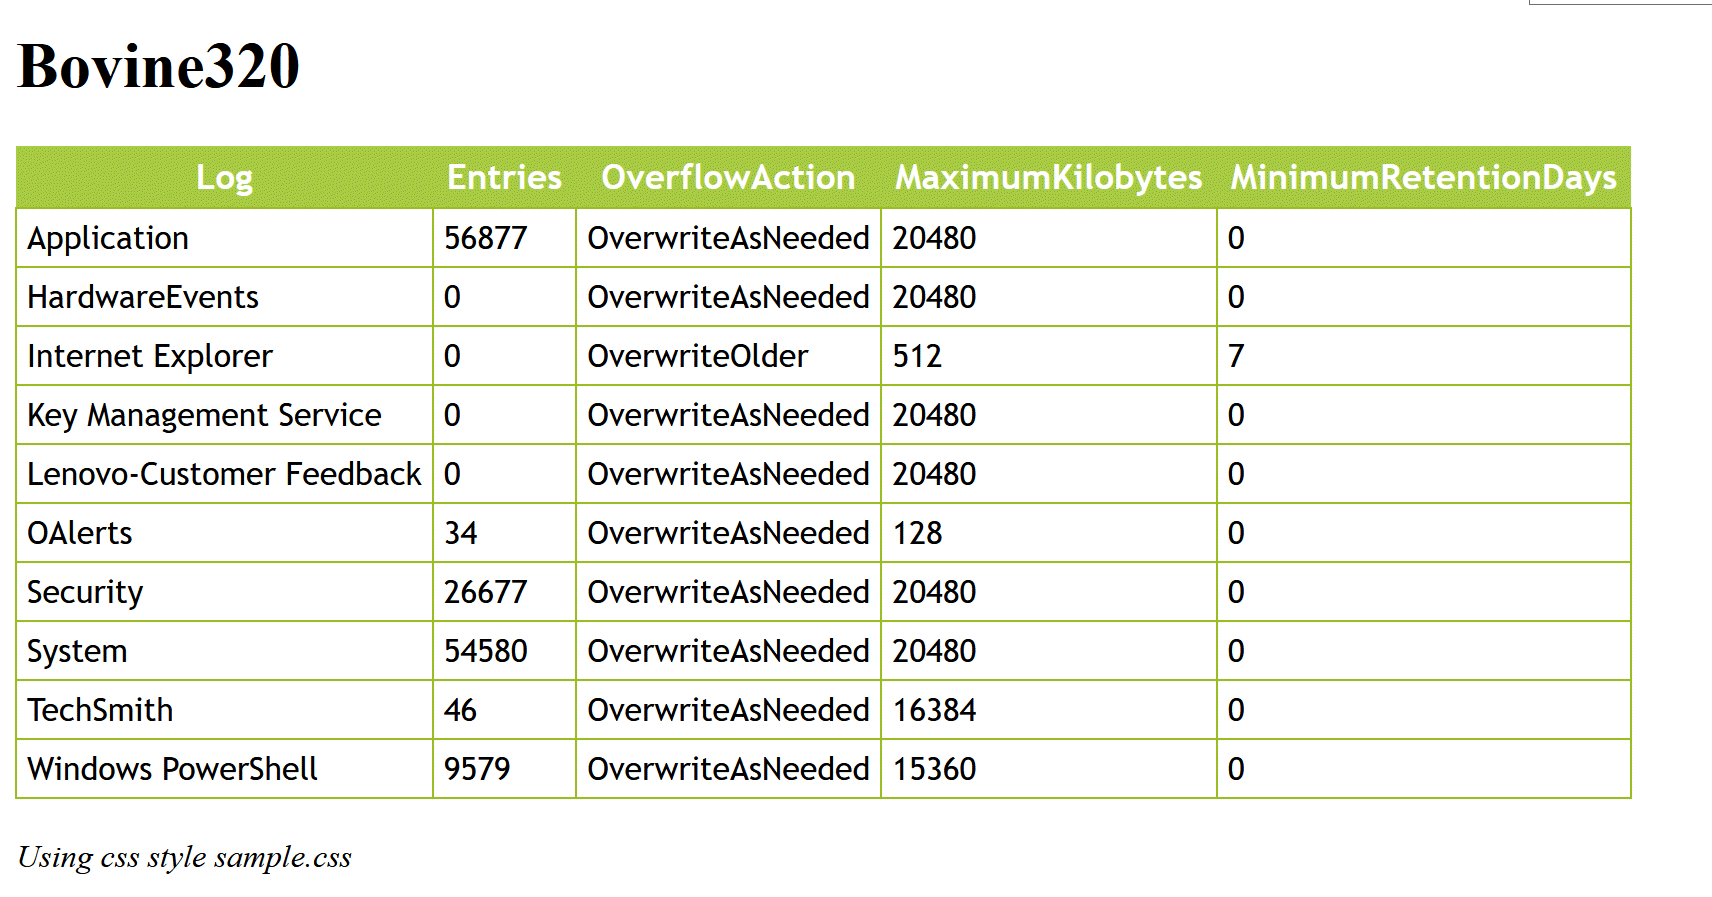 Bovine320
Log Entries OverflowAction MaximumKilobytes MinimumRetentionDays
Application 56877 OverwriteAsNeeded 20480 0
HardwareEvents 0 OverwriteAsNeeded 20480 0
Internet Explorer 0 OverwriteOlder 512 7
Key Management Service 0 OverwriteAsNeeded 20480 0
Lenovo-Customer Feedback 0 OverwriteAsNeeded 20480 0
OAlerts 34 OverwriteAsNeeded 128 0
Security 26677 OverwriteAsNeeded 20480 0
System 54580 OverwriteAsNeeded 20480 0
TechSmith 46 OverwriteAsNeeded 16384 0
Windows PowerShell 9579 OverwriteAsNeeded 15360 0
Using css style sample.css